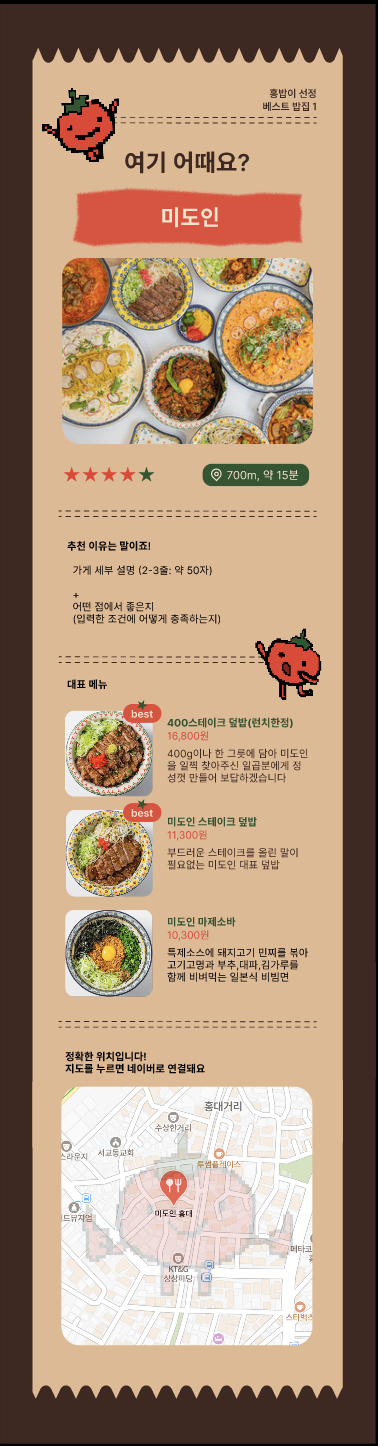 홍밥이 선정
베스트 밥집 1
여기 어때요?
미도인
700m, 약 15분
추천 이유는 말이죠!
가게 세부 설명 (2-3줄: 약 50자)
+
어떤 점에서 좋은지
(입력한 조건에 어떻게 충족하는지)
대표 메뉴
best
400스테이크 덮밥(런치한정)
16,800원
400g이나 한 그릇에 담아 미도인
을 일찍 찾아주신 일곱분에게 정
성껏 만들어 보답하겠습니다
best
미도인 스테이크 덮밥
11,300원
부드러운 스테이크를 올린 말이
필요없는 미도인 대표 덮밥
미도인 마제소바
10,300원
특제소스에 돼지고기 민찌를 볶아
고기고명과 부추,대파,김가루를
함께 비벼먹는 일본식 비빔면
정확한 위치입니다!
지도를 누르면 네이버로 연결돼요
홍대거리
수상한거리
스라운지
서교동교회
투썸플레이스
트뮤지엄
미도인 홍대
메타코
KT&G
상상마당
스타벅스